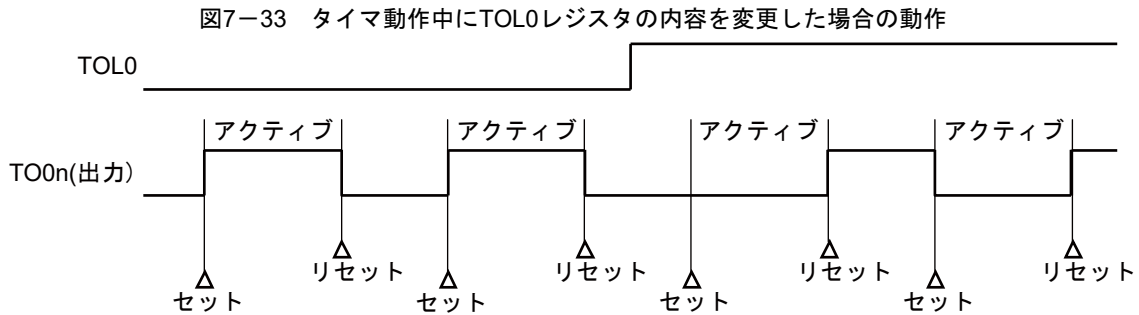 図7－33　タイマ動作中にTOL0レジスタの内容を変更した場合の動作
TOL0
アクティブ　アクティブ　アクティブ　アクティブ
TO0n(出力)
リセット　リセット　リセット　リセット
セット　セット　セット　セット